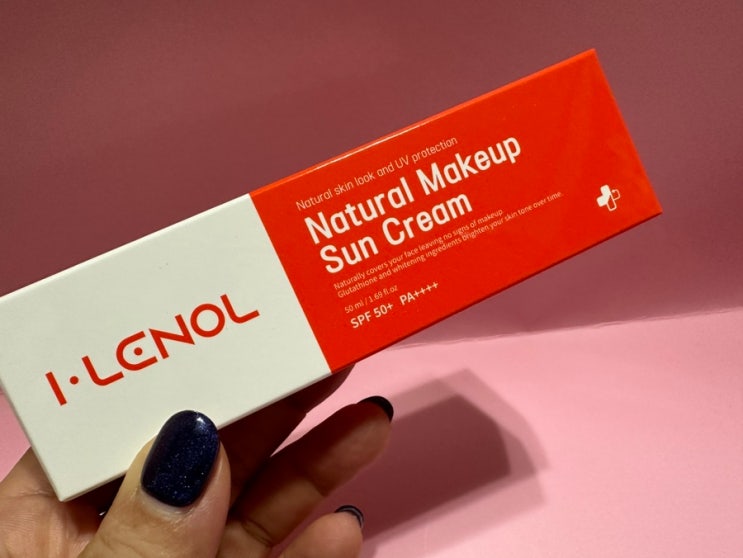 I·LENOL
Natural skin look and UV protection
Natural Makeup
Sun Cream
Naturally covers your face leaving no signs of makeup.
Glutathione and whitening ingredients brighten your skin tone over time.
50 ml / 1.69 fl.oz
SPF 50+ PA++++